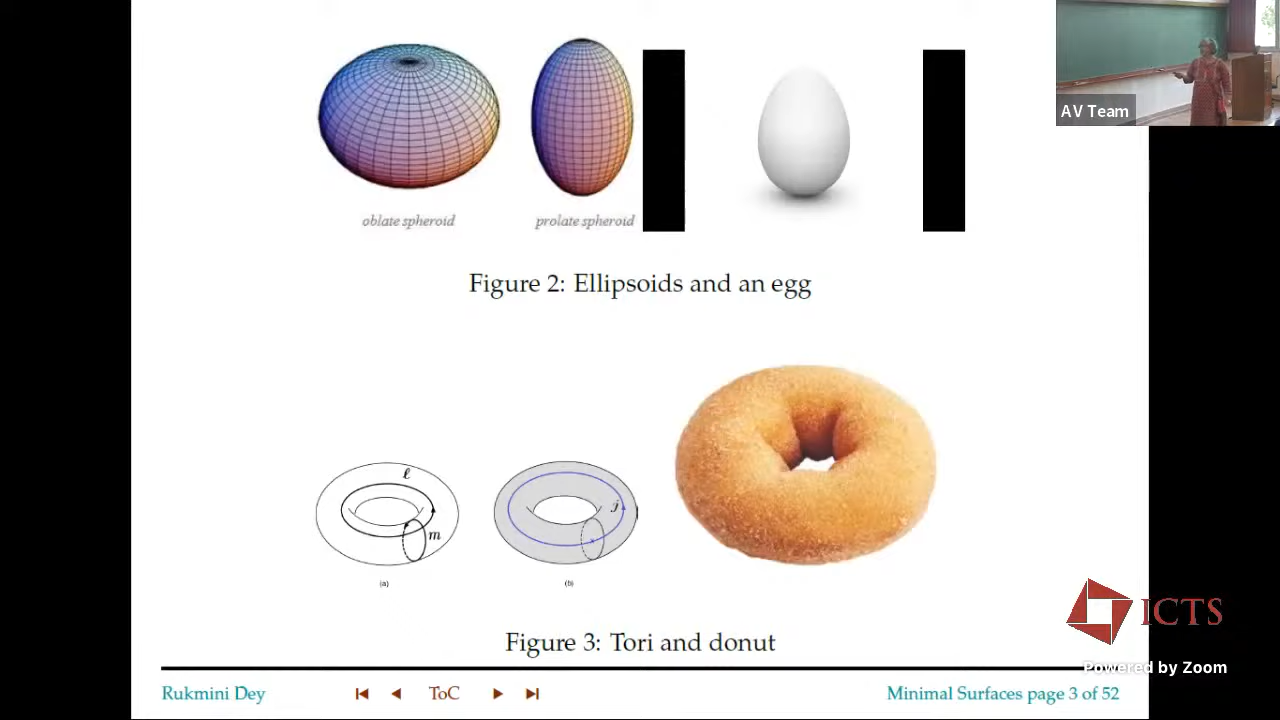 AV Team
oblate spheroid
prolate spheroid
Figure 2: Ellipsoids and an egg
ℓ
m
j
(a)
(b)
Figure 3: Tori and donut
ICTS
Powered by Zoom
Rukmini Dey
ToC
Minimal Surfaces page 3 of 52